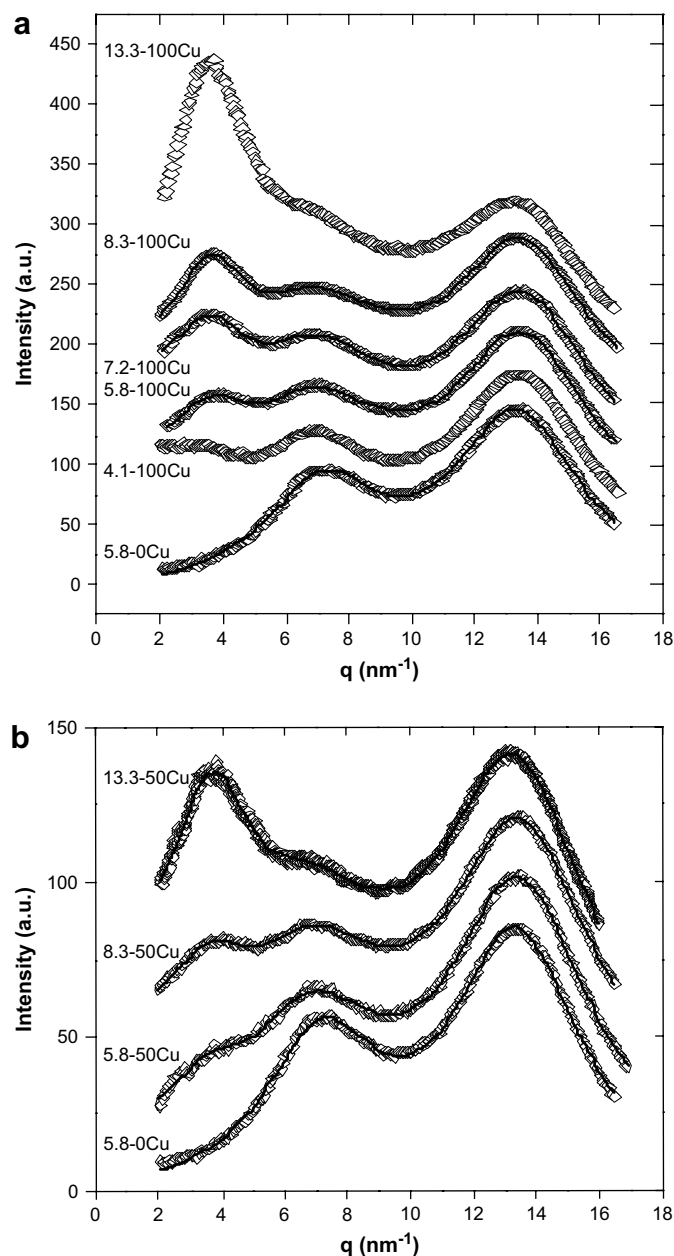 a
450
13.3-100Cu
400
350
300
8.3-100Cu
250
200
7.2-100Cu
5.8-100Cu
150
100
4.1-100Cu
50
5.8-0Cu
0
Intensity (a.u.)
0 2 4 6 8 10 12 14 16 18
q (nm-1)
b
150
13.3-50Cu
100
8.3-50Cu
50
5.8-50Cu
5.8-0Cu
0
Intensity (a.u.)
0 2 4 6 8 10 12 14 16 18
q (nm-1)